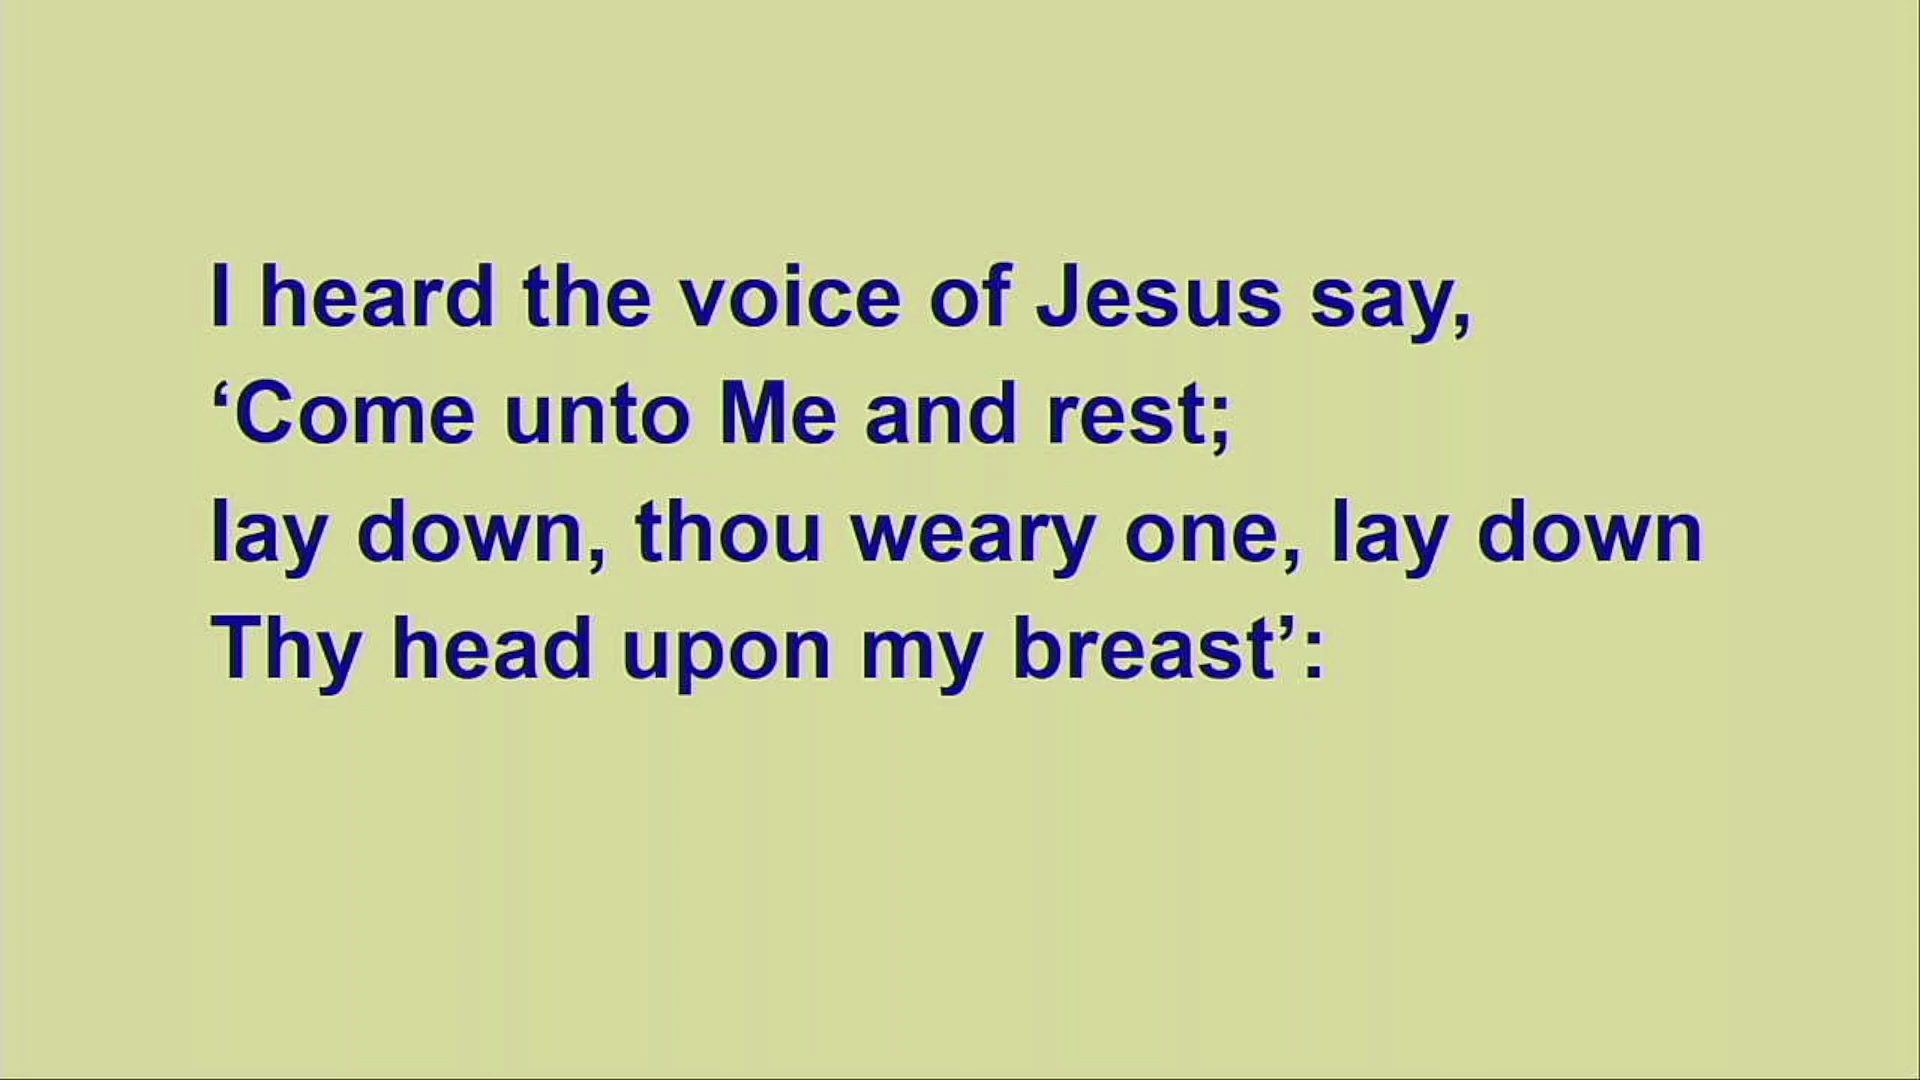 I heard the voice of Jesus say,
‘Come unto Me and rest;
lay down, thou weary one, lay down
Thy head upon my breast’: